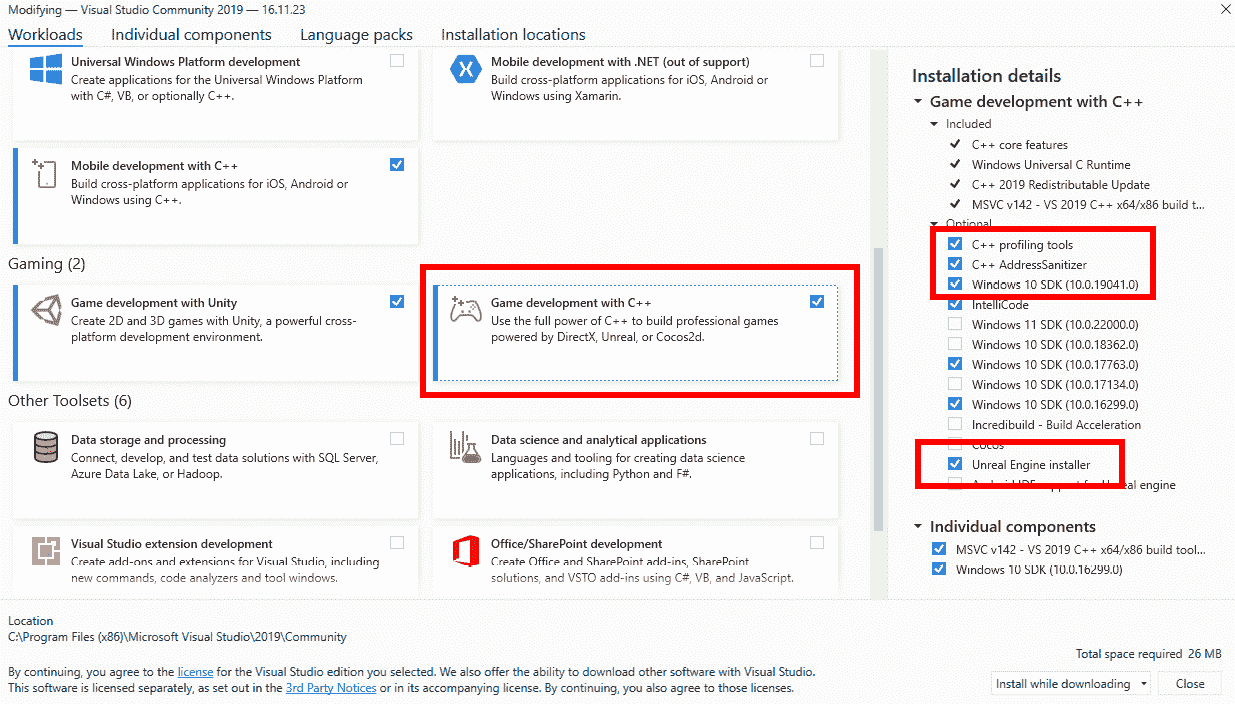 Modifying — Visual Studio Community 2019 — 16.11.23
Workloads
Individual components
Language packs
Installation locations
Universal Windows Platform development
Create applications for the Universal Windows Platform
with C#, VB, or optionally C++.
Mobile development with .NET (out of support)
Build cross-platform applications for iOS, Android or
Windows using Xamarin.
Mobile development with C++
Build cross-platform applications for iOS, Android or
Windows using C++.
Gaming (2)
Game development with Unity
Create 2D and 3D games with Unity, a powerful cross-
platform development environment.
Game development with C++
Use the full power of C++ to build professional games
powered by DirectX, Unreal, or Cocos2d.
Other Toolsets (6)
Data storage and processing
Connect, develop, and test data solutions with SQL Server,
Azure Data Lake, or Hadoop.
Data science and analytical applications
Languages and tooling for creating data science
applications, including Python and F#.
Visual Studio extension development
Create add-ons and extensions for Visual Studio, including
new commands, code analyzers and tool windows.
Office/SharePoint development
Create Office and SharePoint add-ins, SharePoint
solutions, and VSTO add-ins using C#, VB, and JavaScript.
Installation details
Game development with C++
Included
C++ core features
Windows Universal C Runtime
C++ 2019 Redistributable Update
MSVC v142 - VS 2019 C++ x64/x86 build t...
Optional
C++ profiling tools
C++ AddressSanitizer
Windows 10 SDK (10.0.19041.0)
IntelliCode
Windows 11 SDK (10.0.22000.0)
Windows 10 SDK (10.0.18362.0)
Windows 10 SDK (10.0.17763.0)
Windows 10 SDK (10.0.17134.0)
Windows 10 SDK (10.0.16299.0)
Incredibuild - Build Acceleration
Cocos
Unreal Engine installer
Android IDE support for Unreal engine
Individual components
MSVC v142 - VS 2019 C++ x64/x86 build tool...
Windows 10 SDK (10.0.16299.0)
Location
C:\Program Files (x86)\Microsoft Visual Studio\2019\Community
Total space required 26 MB
By continuing, you agree to the license for the Visual Studio edition you selected. We also offer the ability to download other software with Visual Studio.
This software is licensed separately, as set out in the 3rd Party Notices or in its accompanying license. By continuing, you also agree to those licenses.
Install while downloading
Close